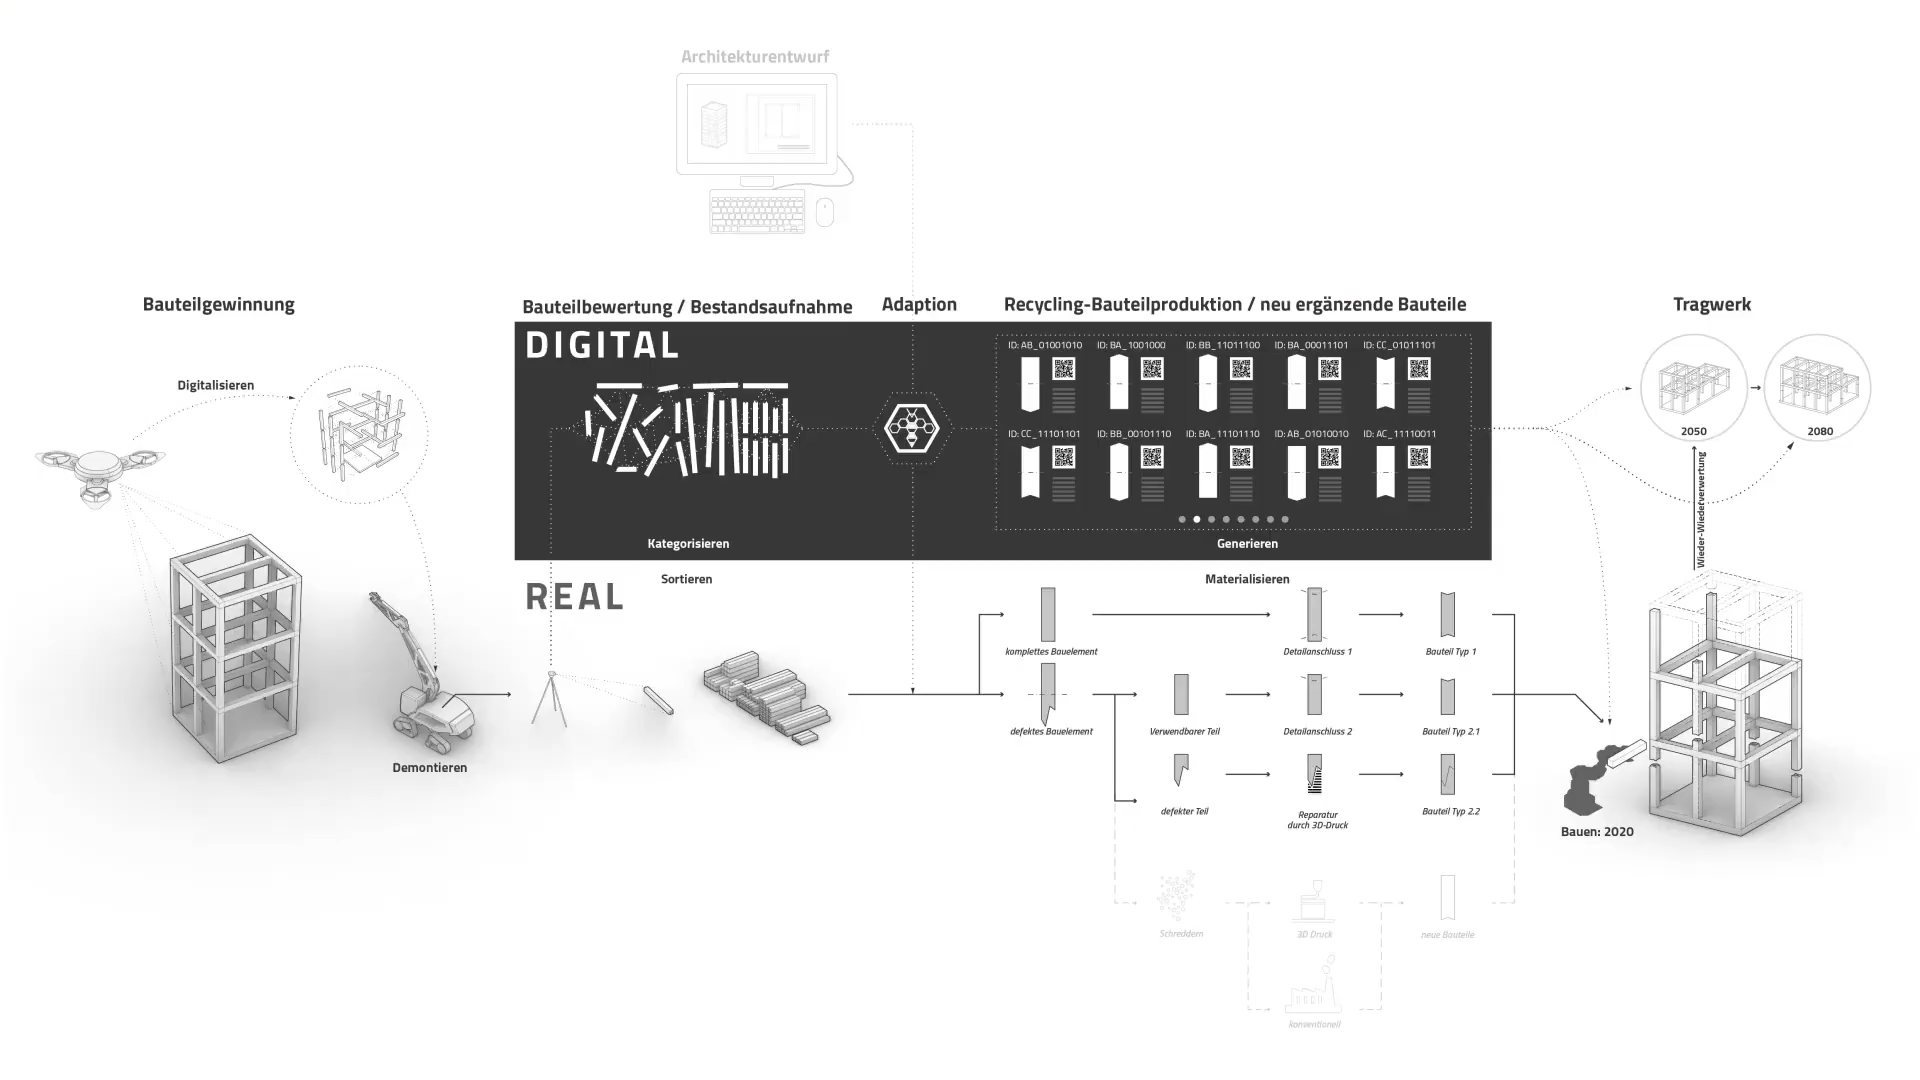 Architekturentwurf
Bauteilgewinnung
Bauteilbewertung / Bestandsaufnahme
Adaption
Recycling-Bauteilproduktion / neu ergänzende Bauteile
Tragwerk
DIGITAL
ID: AB_01001010
ID: BA_1001000
ID: BB_11011100
ID: BA_00011101
ID: CC_01011101
Digitalisieren
2050
2080
ID: CC_11101101
ID: BB_00101110
ID: BA_11101110
ID: AB_01010010
ID: AC_11110011
Wieder-Wiederverwertung
Kategorisieren
Generieren
REAL
Sortieren
Materialisieren
komplettes Bauelement
Detailanschluss 1
Bauteil Typ 1
defektes Bauelement
Verwendbarer Teil
Detailanschluss 2
Bauteil Typ 2.1
Demontieren
defekter Teil
Reparatur
durch 3D-Druck
Bauteil Typ 2.2
Bauen: 2020
Schreddern
3D Druck
neue Bauteile
konventionell